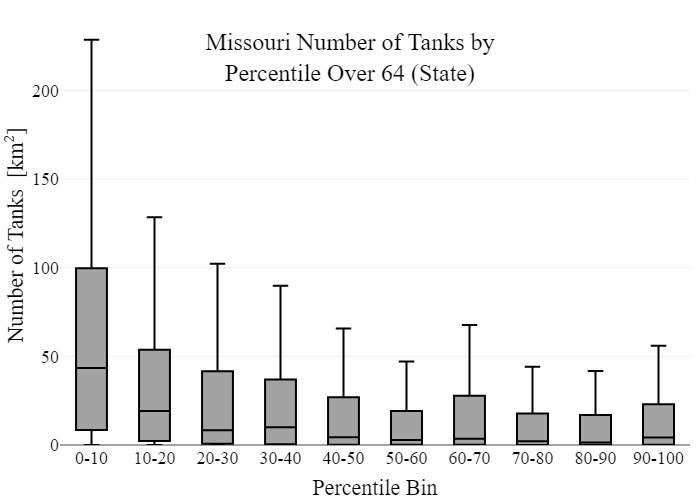 Missouri Number of Tanks by
Percentile Over 64 (State)
Number of Tanks [km²]
200
150
100
50
0
0-10 10-20 20-30 30-40 40-50 50-60 60-70 70-80 80-90 90-100
Percentile Bin